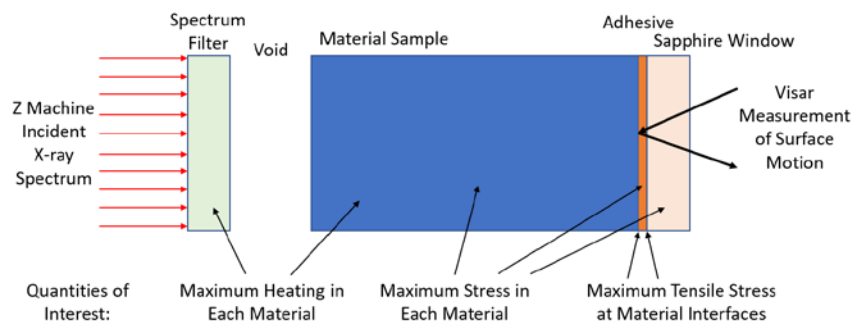 Spectrum
Filter
Void
Material Sample
Adhesive
Sapphire Window
Z Machine
Incident
X-ray
Spectrum
Visar
Measurement
of Surface
Motion
Quantities of
Interest:
Maximum Heating in
Each Material
Maximum Stress in
Each Material
Maximum Tensile Stress
at Material Interfaces